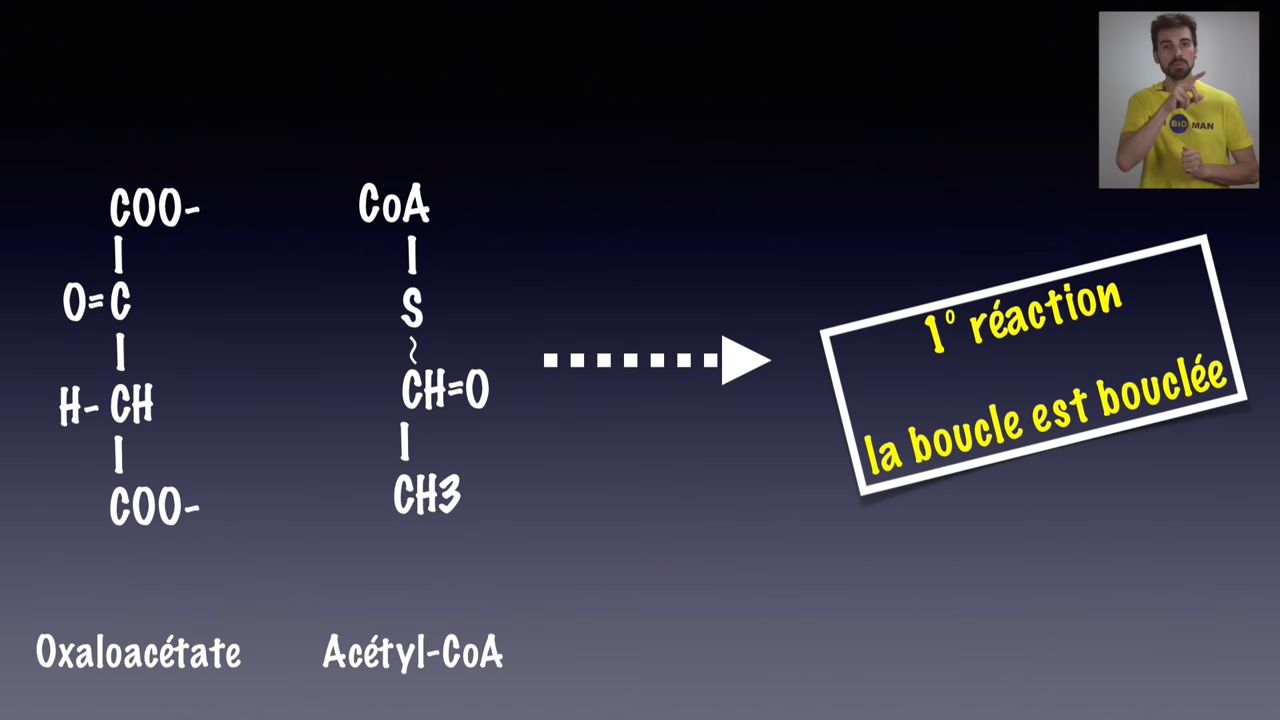 COO-
O=C
H- CH
COO-
Oxaloacétate
CoA
S
~
CH=O
CH3
Acétyl-CoA
1° réaction
la boucle est bouclée
BIO MAN